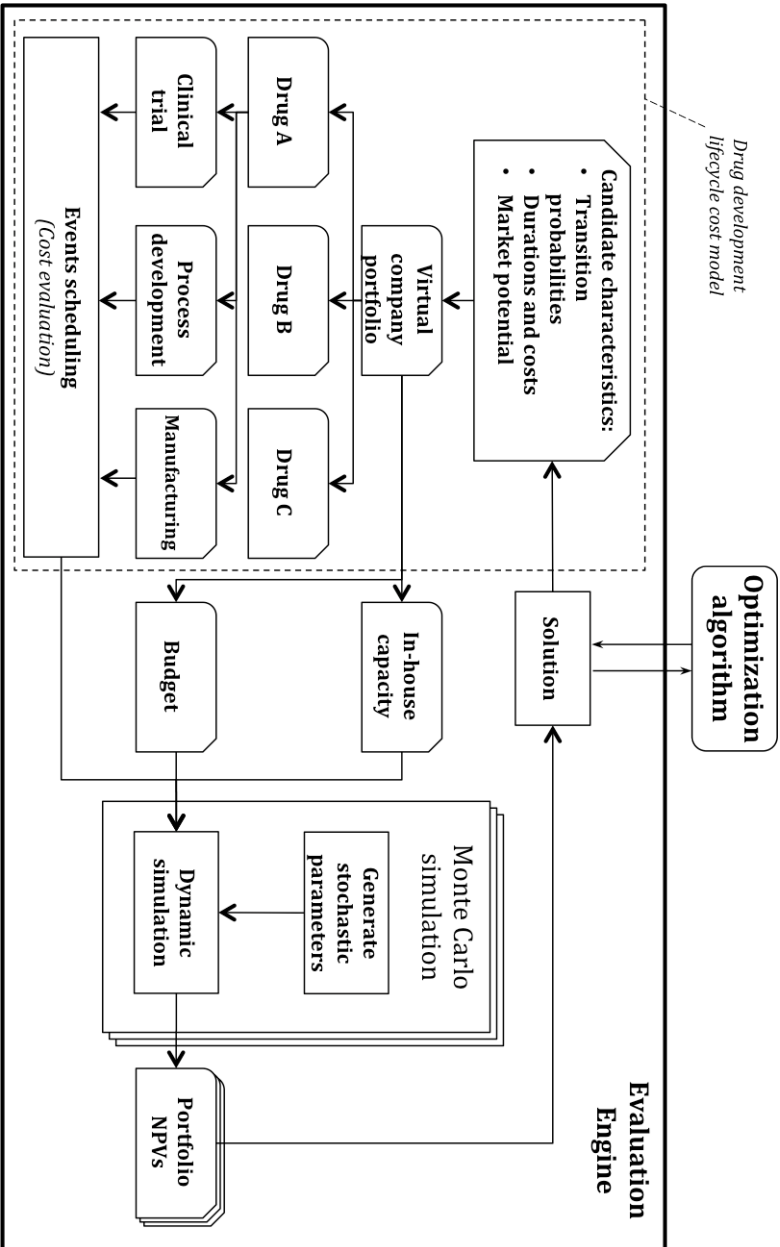 Optimization
algorithm
Evaluation
Engine
Drug development
lifecycle cost model
Candidate characteristics:
• Transition
probabilities
• Durations and costs
• Market potential
Solution
Virtual
company
portfolio
In-house
capacity
Monte Carlo
simulation
Generate
stochastic
parameters
Drug A
Drug B
Drug C
Clinical
trial
Process
development
Manufacturing
Budget
Dynamic
simulation
Portfolio
NPVs
Events scheduling
(Cost evaluation)